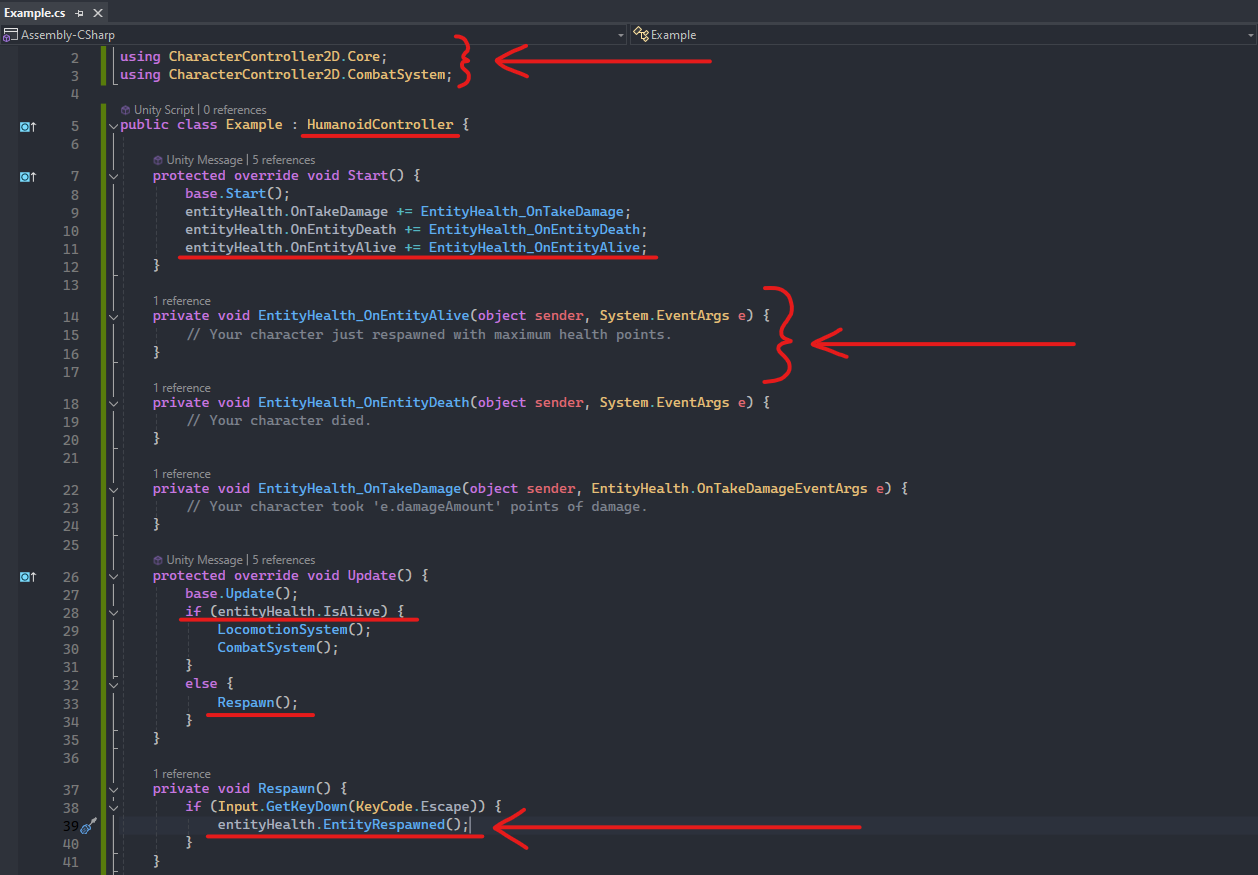 Example.cs
Assembly-CSharp
Example
2 using CharacterController2D.Core;
3 using CharacterController2D.CombatSystem;
4
Unity Script | 0 references
5 public class Example : HumanoidController {
6
Unity Message | 5 references
7 protected override void Start() {
8 base.Start();
9 entityHealth.OnTakeDamage += EntityHealth_OnTakeDamage;
10 entityHealth.OnEntityDeath += EntityHealth_OnEntityDeath;
11 entityHealth.OnEntityAlive += EntityHealth_OnEntityAlive;
12 }
13
1 reference
14 private void EntityHealth_OnEntityAlive(object sender, System.EventArgs e) {
15 // Your character just respawned with maximum health points.
16 }
17
1 reference
18 private void EntityHealth_OnEntityDeath(object sender, System.EventArgs e) {
19 // Your character died.
20 }
21
1 reference
22 private void EntityHealth_OnTakeDamage(object sender, EntityHealth.OnTakeDamageEventArgs e) {
23 // Your character took 'e.damageAmount' points of damage.
24 }
25
Unity Message | 5 references
26 protected override void Update() {
27 base.Update();
28 if (entityHealth.IsAlive) {
29 LocomotionSystem();
30 CombatSystem();
31 }
32 else {
33 Respawn();
34 }
35 }
36
1 reference
37 private void Respawn() {
38 if (Input.GetKeyDown(KeyCode.Escape)) {
39 entityHealth.EntityRespawned();
40 }
41 }